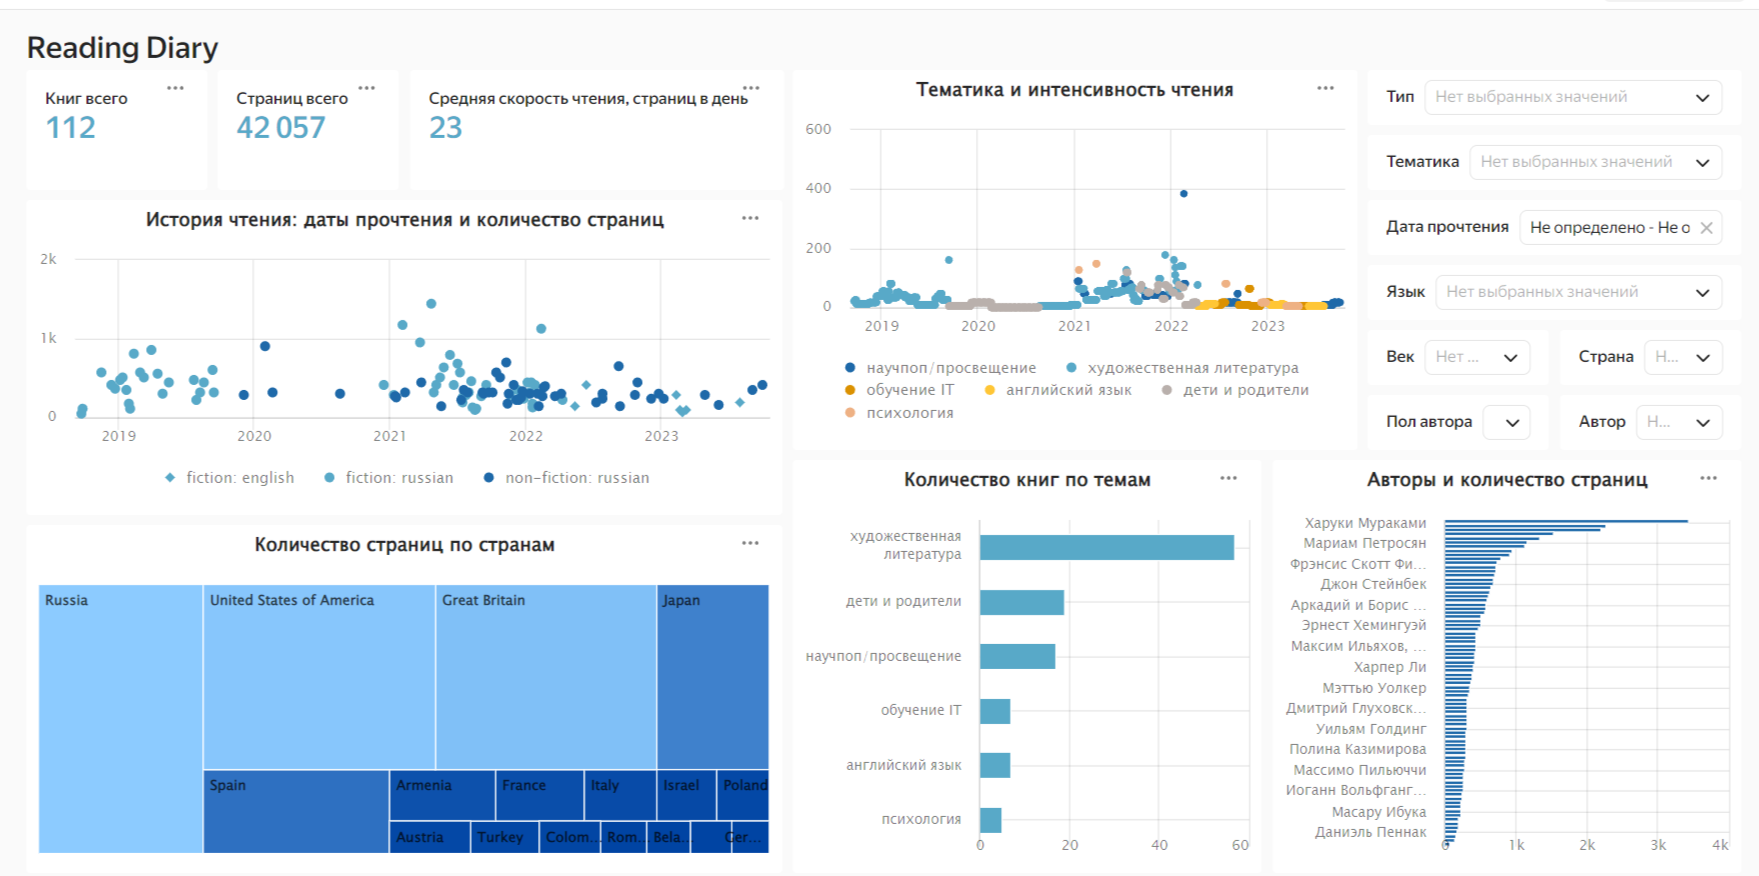 Reading Diary
Книг всего
112
Страниц всего
42 057
Средняя скорость чтения, страниц в день
23
История чтения: даты прочтения и количество страниц
2k
1k
0
2019 2020 2021 2022 2023
fiction: english fiction: russian non-fiction: russian
Количество страниц по странам
Russia
United States of America
Great Britain
Japan
Spain
Armenia
France
Italy
Israel
Poland
Austria
Turkey
Colom...
Rom...
Bela...
Ger...
Тематика и интенсивность чтения
600
400
200
0
2019 2020 2021 2022 2023
научпоп/просвещение художественная литература
обучение IT английский язык дети и родители
психология
Тип Нет выбранных значений
Тематика Нет выбранных значений
Дата прочтения Не определено - Не о
Язык Нет выбранных значений
Век Нет ...
Страна Н...
Пол автора
Автор Н...
Количество книг по темам
художественная
литература
дети и родители
научпоп/просвещение
обучение IT
английский язык
психология
0 20 40 60
Авторы и количество страниц
Харуки Мураками
Мариам Петросян
Фрэнсис Скотт Фи...
Джон Стейнбек
Аркадий и Борис ...
Эрнест Хемингуэй
Максим Ильяхов, ...
Харпер Ли
Мэттью Уолкер
Дмитрий Глуховск...
Уильям Голдинг
Полина Казимирова
Массимо Пильюччи
Иоганн Вольфганг...
Масару Ибука
Даниэль Пеннак
0 1k 2k 3k 4k